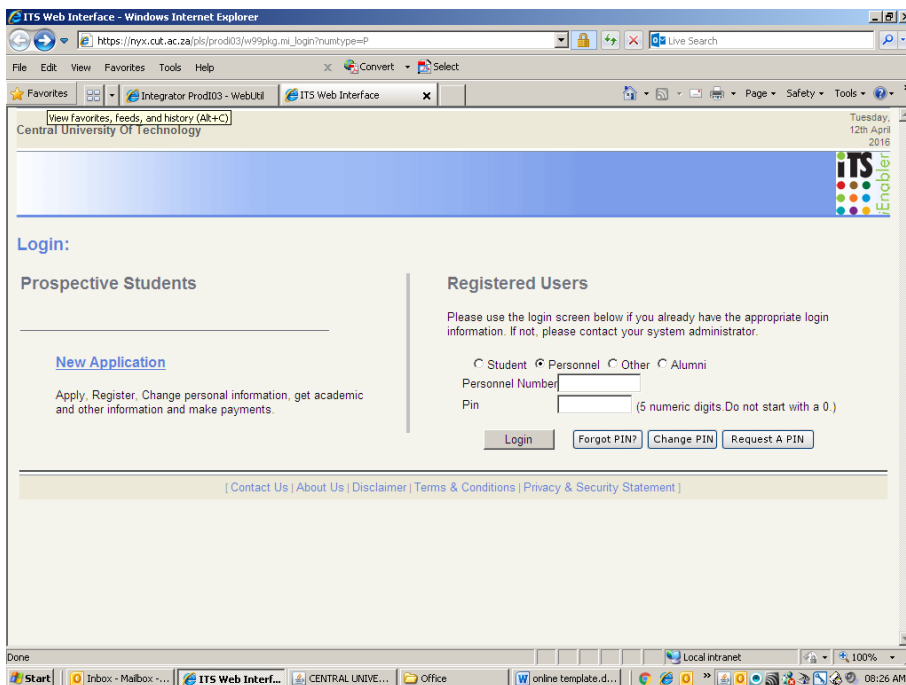 ITS Web Interface - Windows Internet Explorer
https://nyx.cut.ac.za/pls/prodi03/w99pkg.mi_login?numtype=P
Live Search
File Edit View Favorites Tools Help
Convert Select
Favorites Integrator ProdI03 - WebUtil ITS Web Interface Page Safety Tools
View favorites, feeds, and history (Alt+C)
Central University Of Technology
Tuesday,
12th April
2016
iTS
iEnabler
Login:
Prospective Students
New Application
Apply, Register, Change personal information, get academic
and other information and make payments.
Registered Users
Please use the login screen below if you already have the appropriate login
information. If not, please contact your system administrator.
Student Personnel Other Alumni
Personnel Number
Pin (5 numeric digits.Do not start with a 0.)
Login Forgot PIN? Change PIN Request A PIN
[ Contact Us | About Us | Disclaimer | Terms & Conditions | Privacy & Security Statement ]
Done Local intranet 100%
Start Inbox - Mailbox -... ITS Web Interf... CENTRAL UNIVE... Office online template.d... 08:26 AM